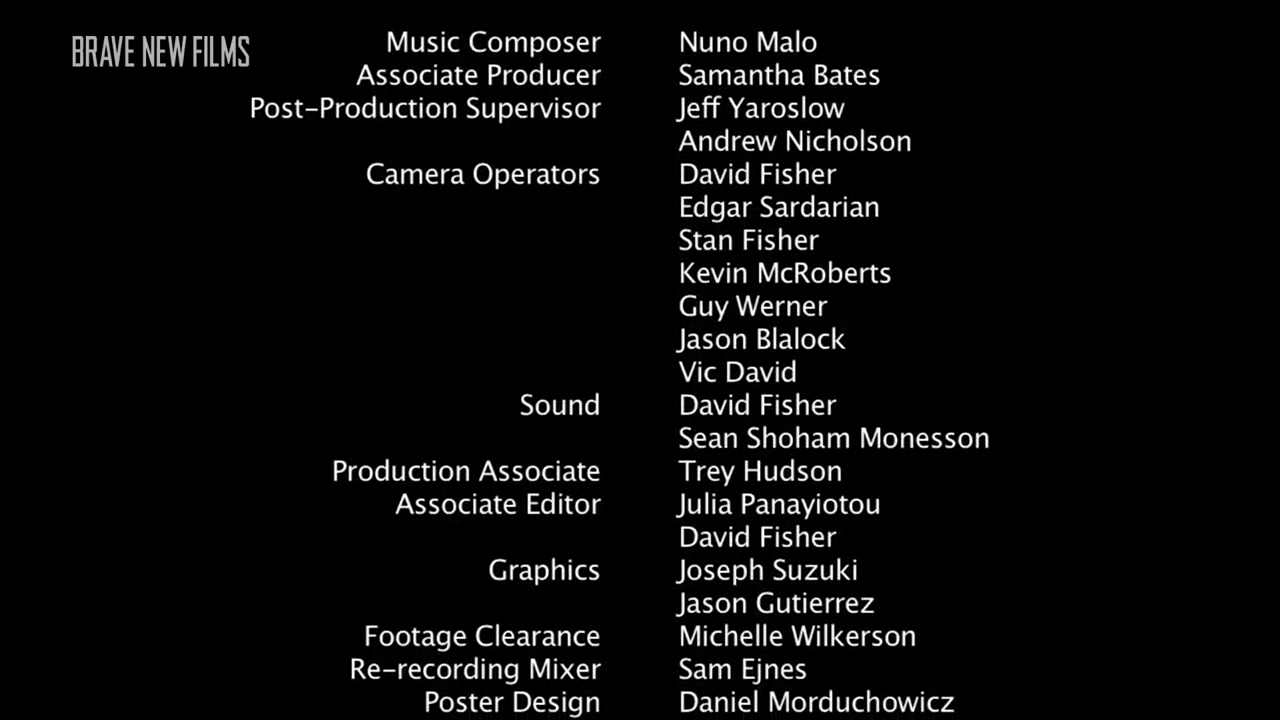 BRAVE NEW FILMS
Music Composer Nuno Malo
Associate Producer Samantha Bates
Post-Production Supervisor Jeff Yaroslow
Andrew Nicholson
Camera Operators David Fisher
Edgar Sardarian
Stan Fisher
Kevin McRoberts
Guy Werner
Jason Blalock
Vic David
Sound David Fisher
Sean Shoham Monesson
Production Associate Trey Hudson
Associate Editor Julia Panayiotou
David Fisher
Graphics Joseph Suzuki
Jason Gutierrez
Footage Clearance Michelle Wilkerson
Re-recording Mixer Sam Ejnes
Poster Design Daniel Morduchowicz